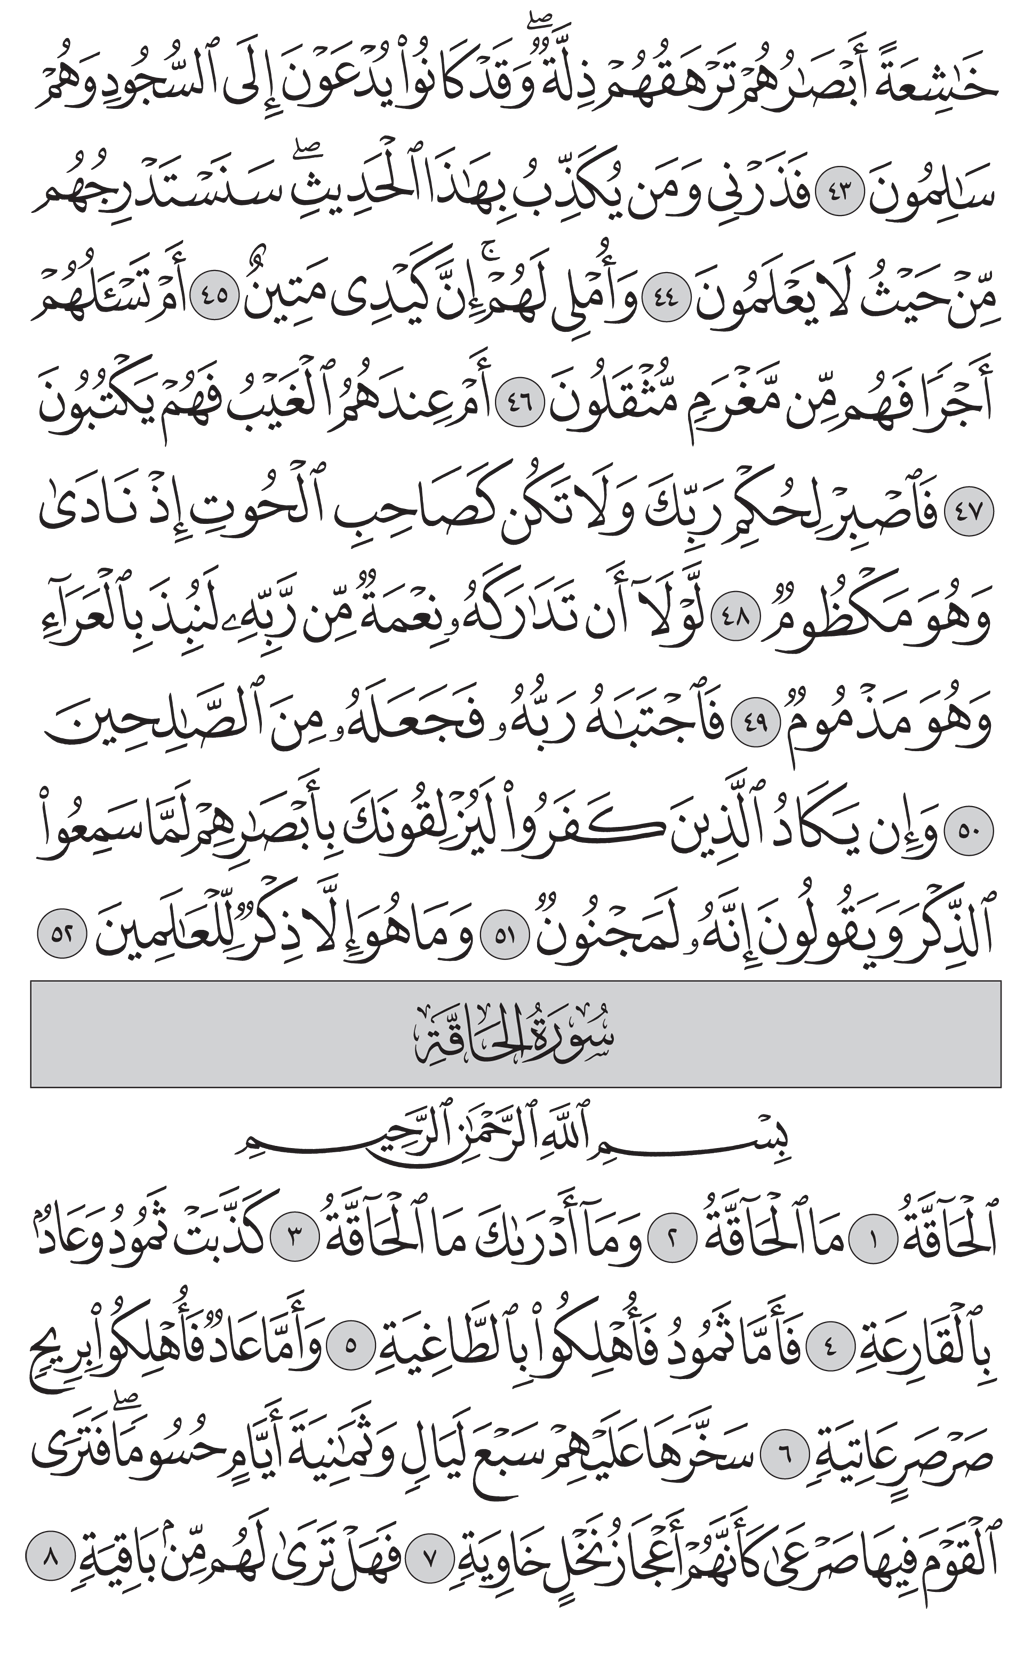 خَٰشِعَةً أَبْصَٰرُهُمْ تَرْهَقُهُمْ ذِلَّةٌ ۖ وَقَدْ كَانُوا۟ يُدْعَوْنَ إِلَى ٱلسُّجُودِ وَهُمْ
سَٰلِمُونَ ٤٣ فَذَرْنِى وَمَن يُكَذِّبُ بِهَٰذَا ٱلْحَدِيثِ ۖ سَنَسْتَدْرِجُهُم
مِّنْ حَيْثُ لَا يَعْلَمُونَ ٤٤ وَأُمْلِى لَهُمْ ۚ إِنَّ كَيْدِى مَتِينٌ ٤٥ أَمْ تَسْـَٔلُهُمْ
أَجْرًا فَهُم مِّن مَّغْرَمٍ مُّثْقَلُونَ ٤٦ أَمْ عِندَهُمُ ٱلْغَيْبُ فَهُمْ يَكْتُبُونَ
٤٧ فَٱصْبِرْ لِحُكْمِ رَبِّكَ وَلَا تَكُن كَصَاحِبِ ٱلْحُوتِ إِذْ نَادَىٰ
وَهُوَ مَكْظُومٌ ٤٨ لَّوْلَآ أَن تَدَٰرَكَهُۥ نِعْمَةٌ مِّن رَّبِّهِۦ لَنُبِذَ بِٱلْعَرَآءِ
وَهُوَ مَذْمُومٌ ٤٩ فَٱجْتَبَٰهُ رَبُّهُۥ فَجَعَلَهُۥ مِنَ ٱلصَّٰلِحِينَ
٥٠ وَإِن يَكَادُ ٱلَّذِينَ كَفَرُوا۟ لَيُزْلِقُونَكَ بِأَبْصَٰرِهِمْ لَمَّا سَمِعُوا۟
ٱلذِّكْرَ وَيَقُولُونَ إِنَّهُۥ لَمَجْنُونٌ ٥١ وَمَا هُوَ إِلَّا ذِكْرٌ لِّلْعَٰلَمِينَ ٥٢
سُورَةُ الحَاقَّةِ
بِسْمِ ٱللَّهِ ٱلرَّحْمَٰنِ ٱلرَّحِيمِ
ٱلْحَآقَّةُ ١ مَا ٱلْحَآقَّةُ ٢ وَمَآ أَدْرَىٰكَ مَا ٱلْحَآقَّةُ ٣ كَذَّبَتْ ثَمُودُ وَعَادٌۢ
بِٱلْقَارِعَةِ ٤ فَأَمَّا ثَمُودُ فَأُهْلِكُوا۟ بِٱلطَّاغِيَةِ ٥ وَأَمَّا عَادٌ فَأُهْلِكُوا۟ بِرِيحٍ
صَرْصَرٍ عَاتِيَةٍ ٦ سَخَّرَهَا عَلَيْهِمْ سَبْعَ لَيَالٍ وَثَمَٰنِيَةَ أَيَّامٍ حُسُومًا ۖ فَتَرَى
ٱلْقَوْمَ فِيهَا صَرْعَىٰ كَأَنَّهُمْ أَعْجَازُ نَخْلٍ خَاوِيَةٍ ٧ فَهَلْ تَرَىٰ لَهُم مِّنۢ بَاقِيَةٍ ٨